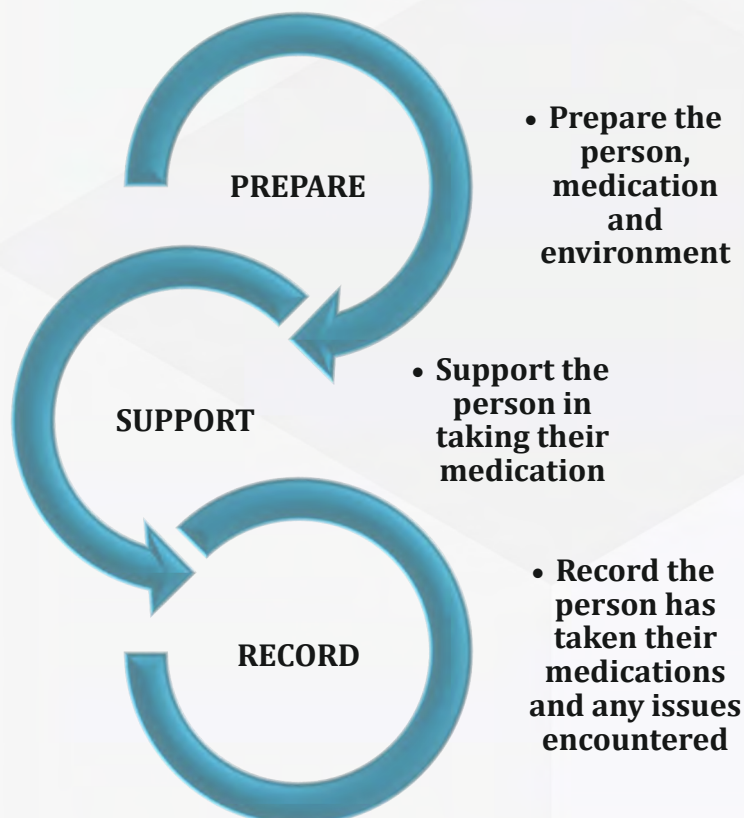 PREPARE
• Prepare the
person,
medication
and
environment
SUPPORT
• Support the
person in
taking their
medication
RECORD
• Record the
person has
taken their
medications
and any issues
encountered